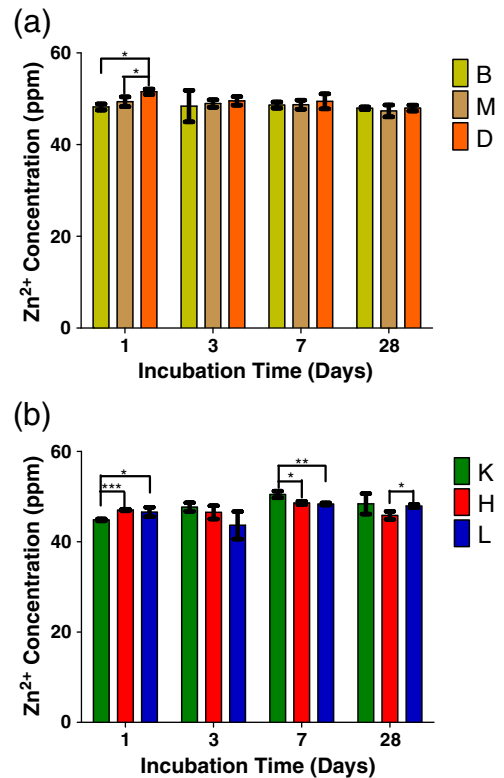 (a)
Zn2+ Concentration (ppm)
60
40
20
0
*
*
B
M
D
1 3 7 28
Incubation Time (Days)
(b)
Zn2+ Concentration (ppm)
60
40
20
0
*
***
**
*
*
K
H
L
1 3 7 28
Incubation Time (Days)